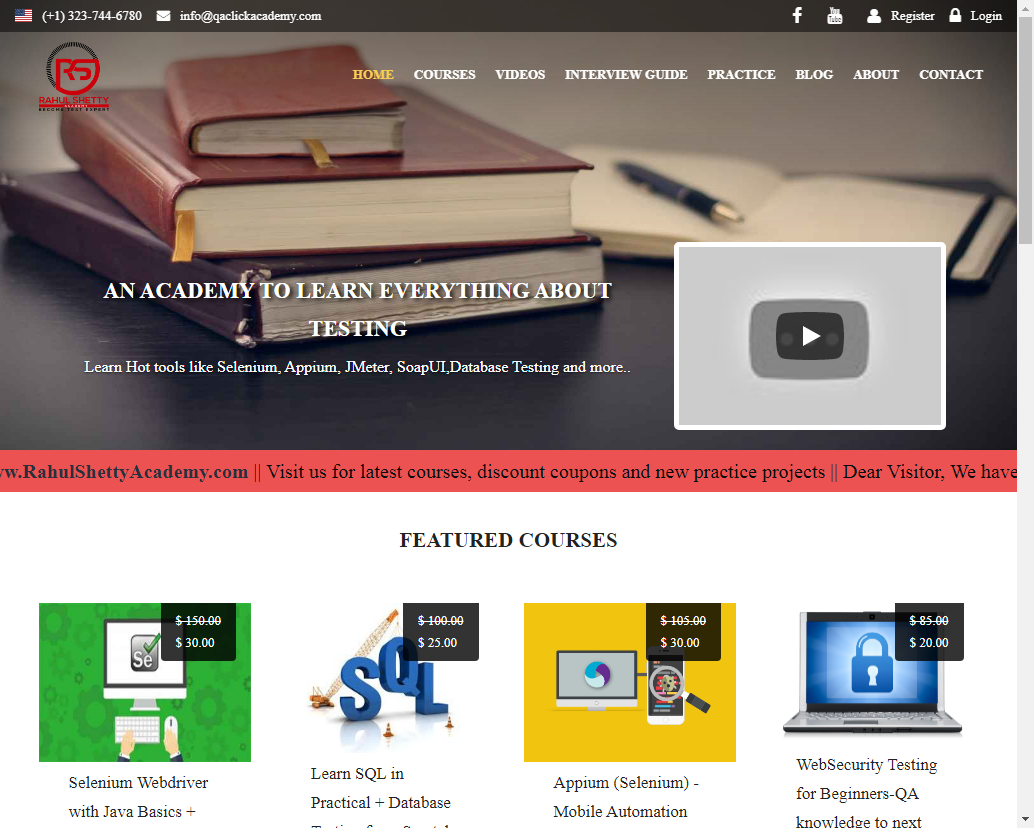 (+1) 323-744-6780 info@qaclickacademy.com
You Tube
Register Login
RS
RAHUL SHETTY
HOME COURSES VIDEOS INTERVIEW GUIDE PRACTICE BLOG ABOUT CONTACT
AN ACADEMY TO LEARN EVERYTHING ABOUT
TESTING
Learn Hot tools like Selenium, Appium, JMeter, SoapUI,Database Testing and more..
w.RahulShettyAcademy.com || Visit us for latest courses, discount coupons and new practice projects || Dear Visitor, We have
FEATURED COURSES
$ 150.00
$ 30.00
Se
Selenium Webdriver
with Java Basics +
$ 100.00
$ 25.00
SQL
Learn SQL in
Practical + Database
$ 105.00
$ 30.00
Appium (Selenium) -
Mobile Automation
$ 85.00
$ 20.00
WebSecurity Testing
for Beginners-QA
knowledge to next